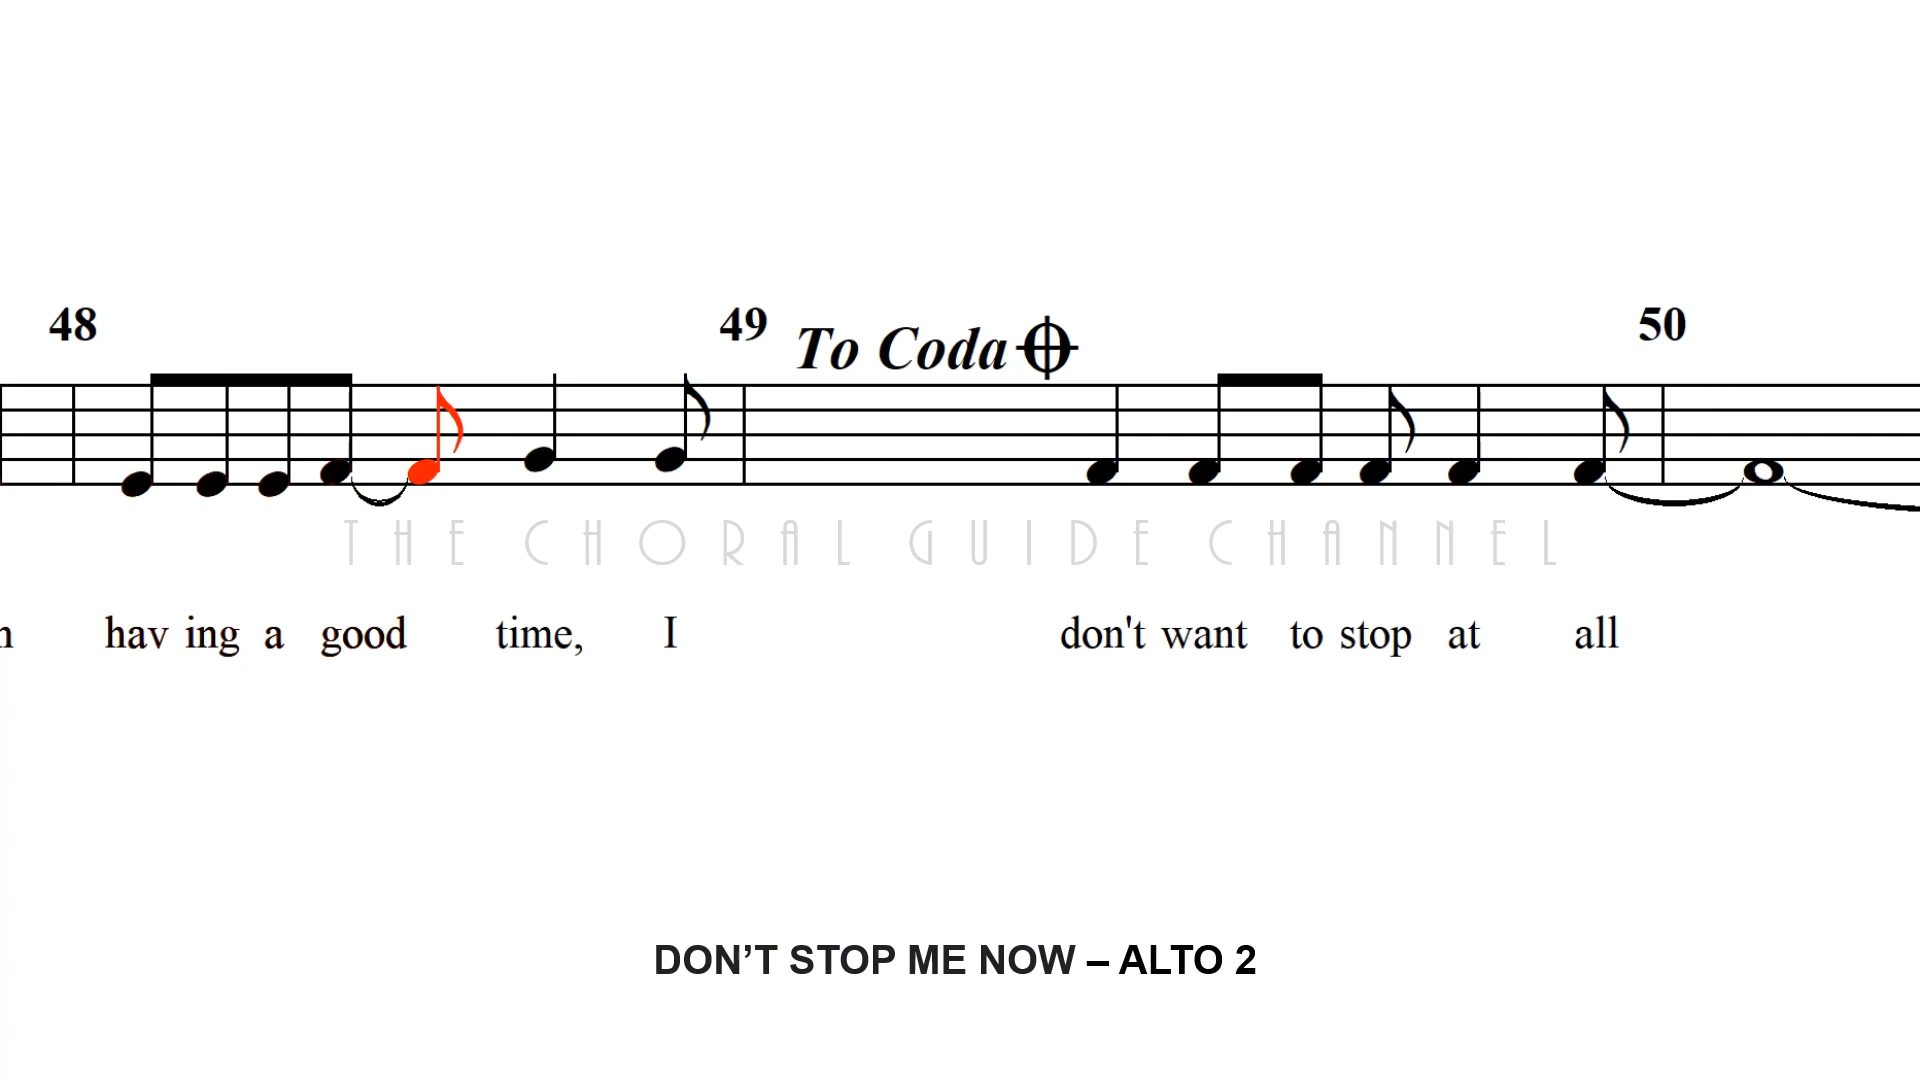 48 49 To Coda 50
THE CHORAL GUIDE CHANNEL
hav ing a good time, I don't want to stop at all
DON’T STOP ME NOW – ALTO 2